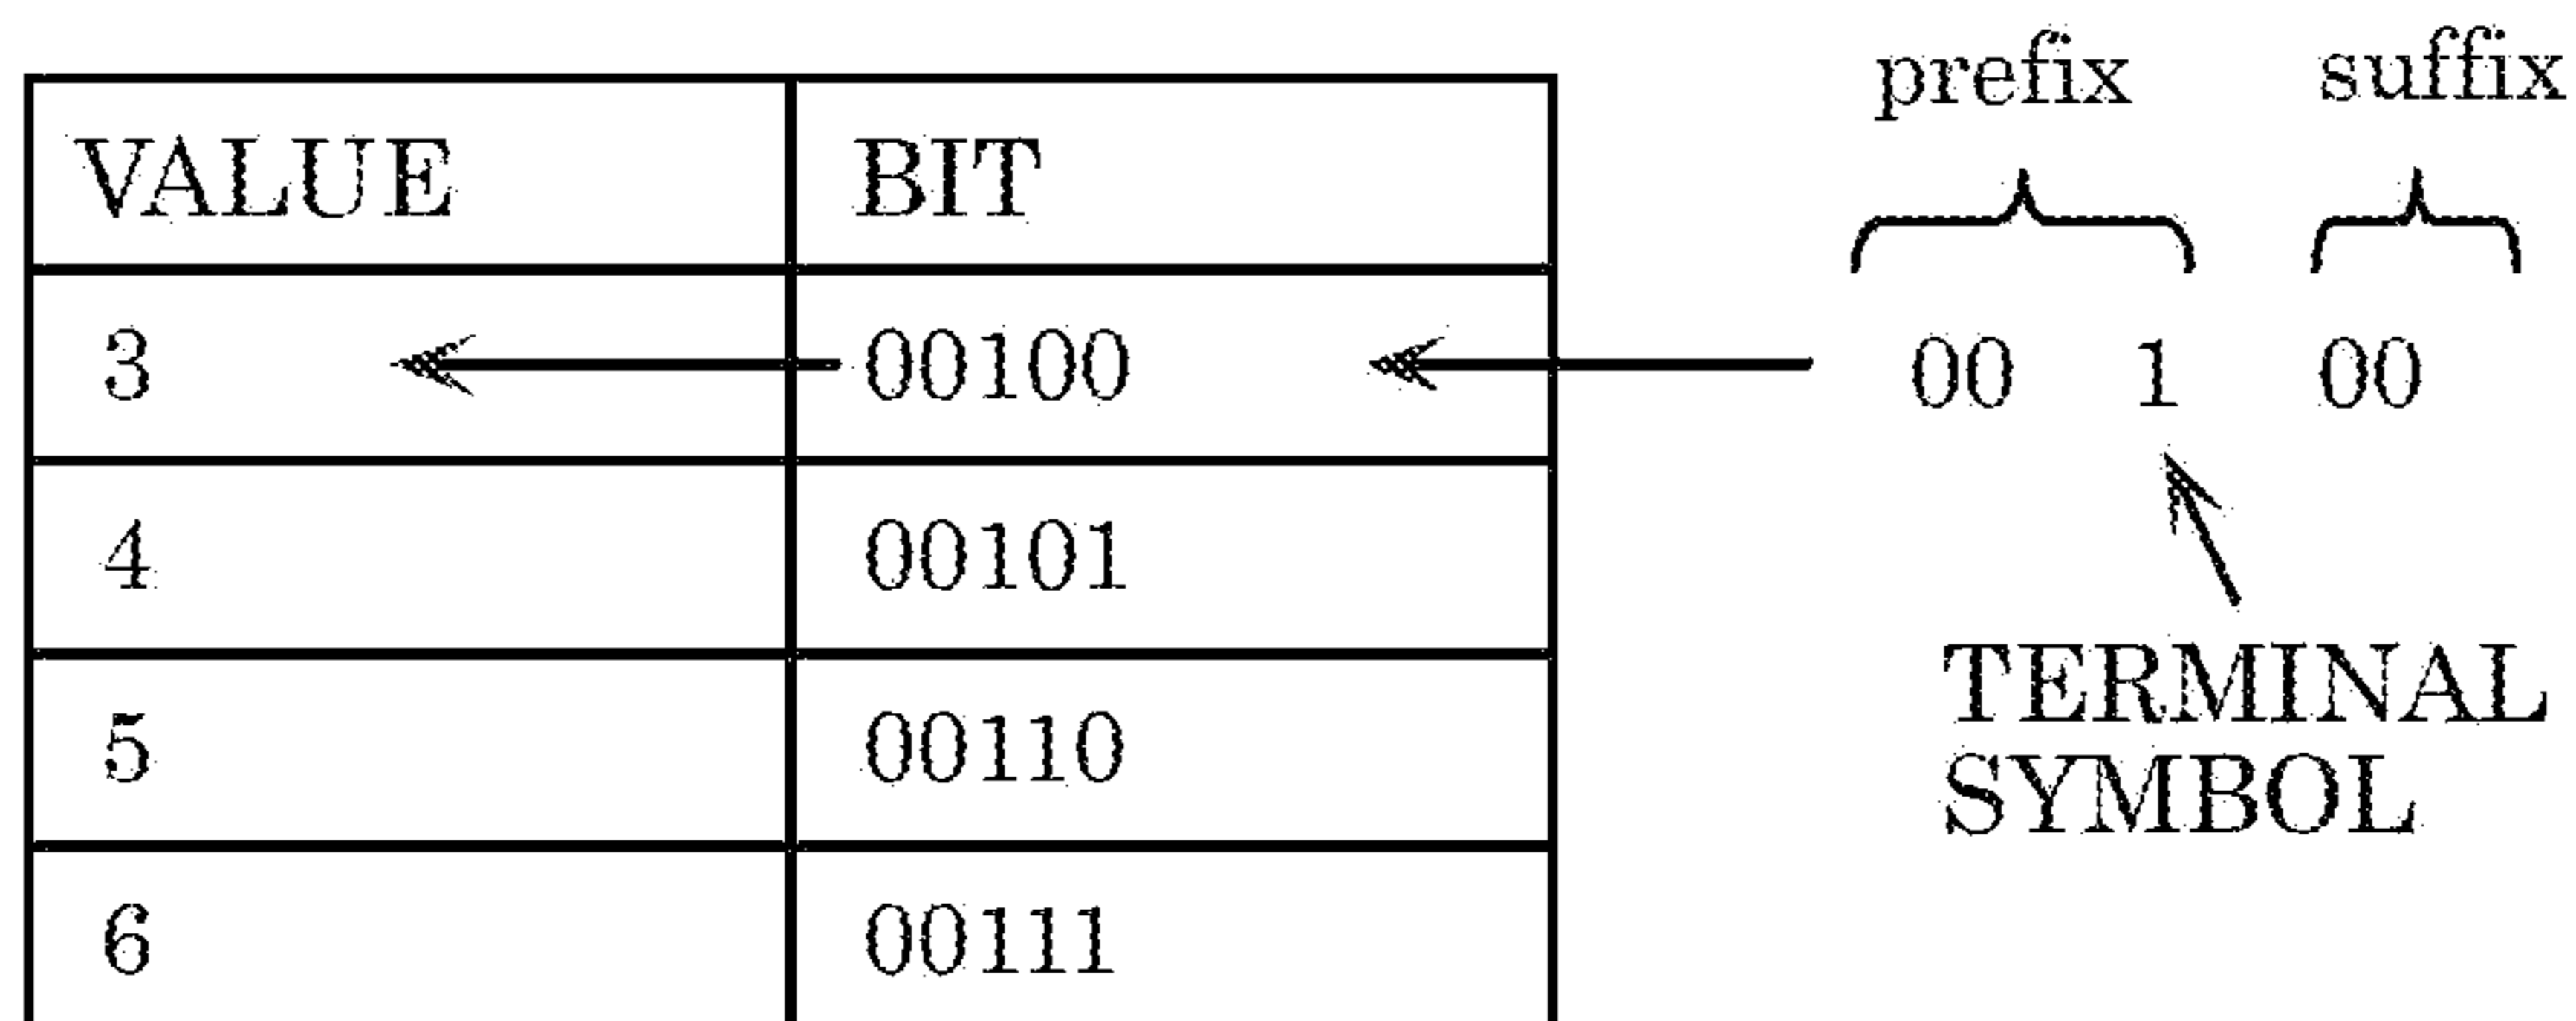 prefix suffix
VALUE BIT
3 00100 00 1 00
4 00101
TERMINAL
SYMBOL
5 00110
6 00111